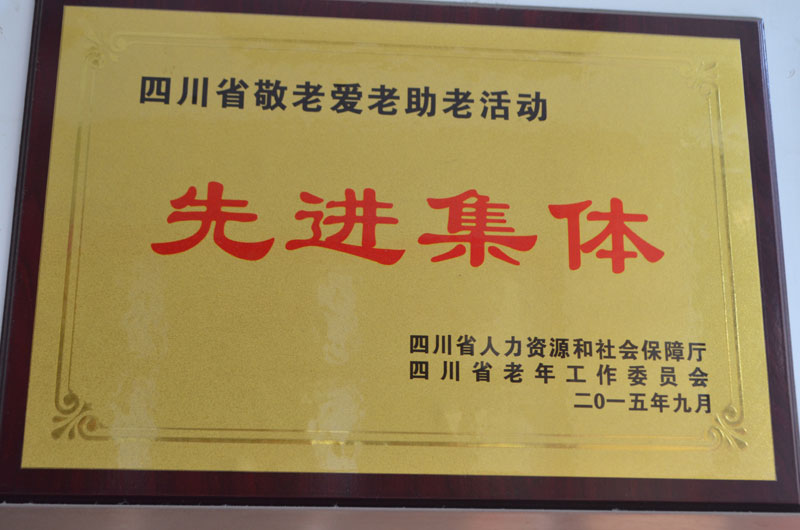 四川省敬老爱老助老活动
先进集体
四川省人力资源和社会保障厅
四川省老年工作委员会
二0一五年九月